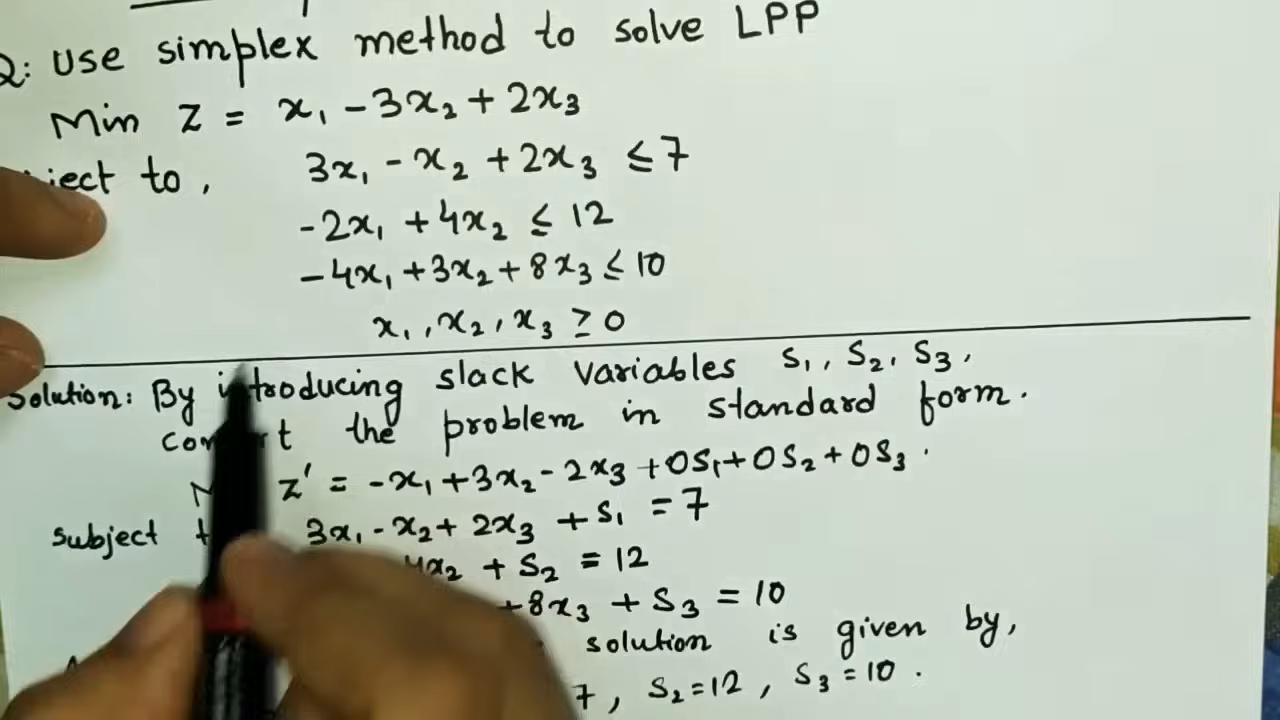 Q: Use simplex method to solve LPP
Min Z = x₁ - 3x₂ + 2x₃
to, 3x₁ - x₂ + 2x₃ ≤ 7
-2x₁ + 4x₂ ≤ 12
-4x₁ + 3x₂ + 8x₃ ≤ 10
x₁, x₂, x₃ ≥ 0
Solution: By introducing slack variables S₁, S₂, S₃,
the problem in standard form.
Z' = -x₁ + 3x₂ - 2x₃ + 0S₁ + 0S₂ + 0S₃.
subject 3x₁ - x₂ + 2x₃ + S₁ = 7
4x₂ + S₂ = 12
+ 8x₃ + S₃ = 10
solution is given by,
7, S₂ = 12, S₃ = 10.